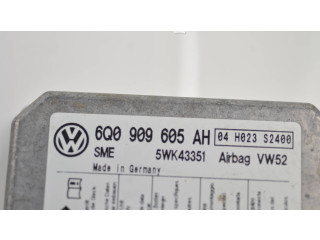 6Q0 909 605 AH 04 H023 S2400
SME 5WK43351 Airbag VW52
Made in Germany